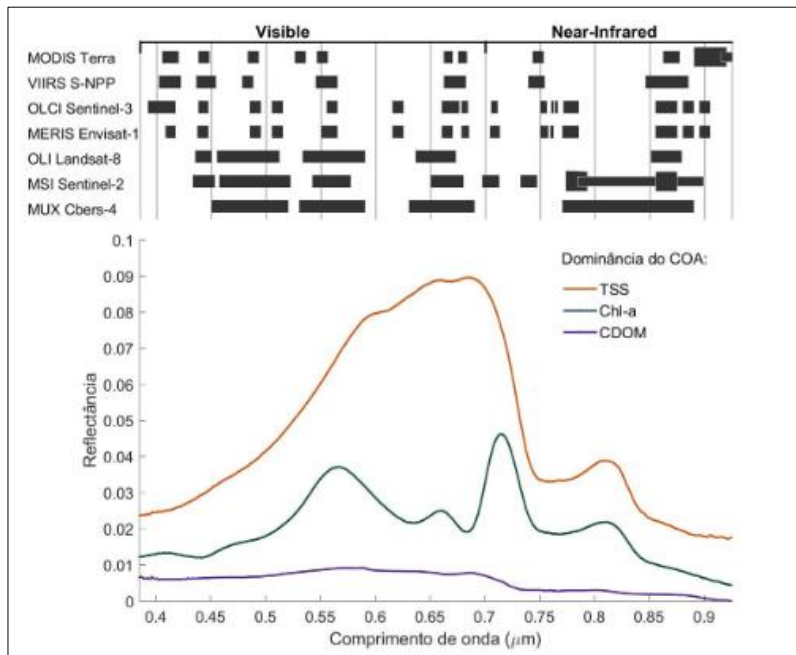 Visible Near-Infrared
MODIS Terra
VIIRS S-NPP
OLCI Sentinel-3
MERIS Envisat-1
OLI Landsat-8
MSI Sentinel-2
MUX Cbers-4
0.1
0.09
0.08
0.07
0.06
0.05
0.04
0.03
0.02
0.01
0
Reflectância
Dominância do COA:
TSS
Chl-a
CDOM
0.4 0.45 0.5 0.55 0.6 0.65 0.7 0.75 0.8 0.85 0.9
Comprimento de onda (μm)